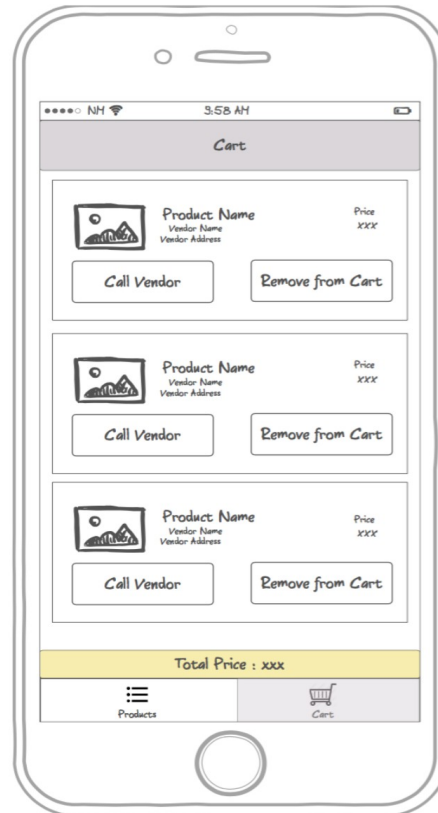 NM 9:58 AM
Cart
Product Name
Price
Vendor Name
xxx
Vendor Address
Call Vendor Remove from Cart
Product Name
Price
Vendor Name
xxx
Vendor Address
Call Vendor Remove from Cart
Product Name
Price
Vendor Name
xxx
Vendor Address
Call Vendor Remove from Cart
Total Price : xxx
Products Cart